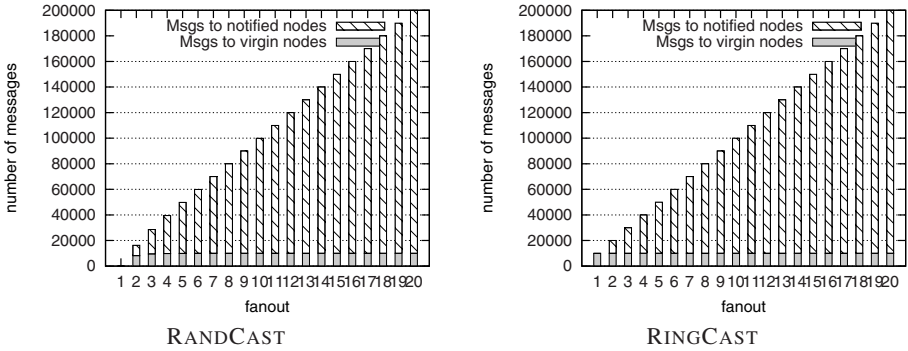 200000
180000
160000
140000
120000
100000
80000
60000
40000
20000
0
number of messages
Msgs to notified nodes
Msgs to virgin nodes
1 2 3 4 5 6 7 8 9 10 11 12 13 14 15 16 17 18 19 20
fanout
RANDCAST
200000
180000
160000
140000
120000
100000
80000
60000
40000
20000
0
number of messages
Msgs to notified nodes
Msgs to virgin nodes
1 2 3 4 5 6 7 8 9 10 11 12 13 14 15 16 17 18 19 20
fanout
RINGCAST